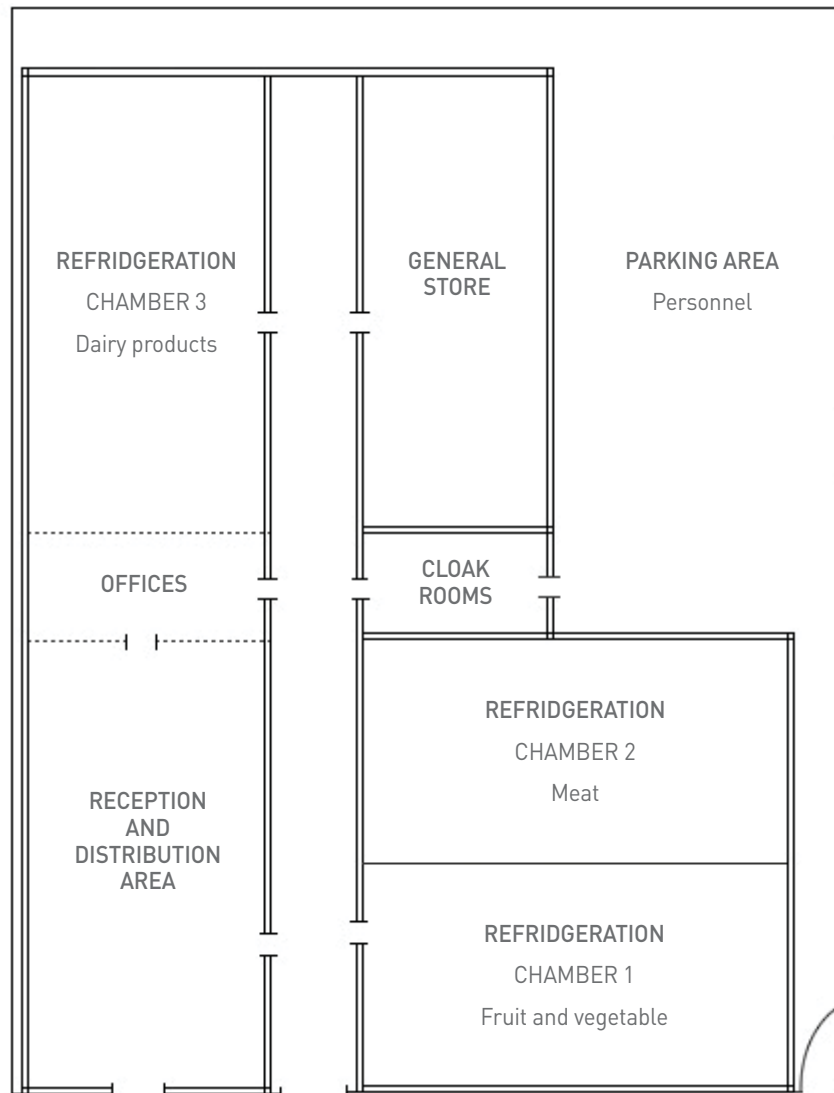 REFRIDGERATION
CHAMBER 3
Dairy products
GENERAL
STORE
PARKING AREA
Personnel
OFFICES
CLOAK
ROOMS
RECEPTION
AND
DISTRIBUTION
AREA
REFRIDGERATION
CHAMBER 2
Meat
REFRIDGERATION
CHAMBER 1
Fruit and vegetable